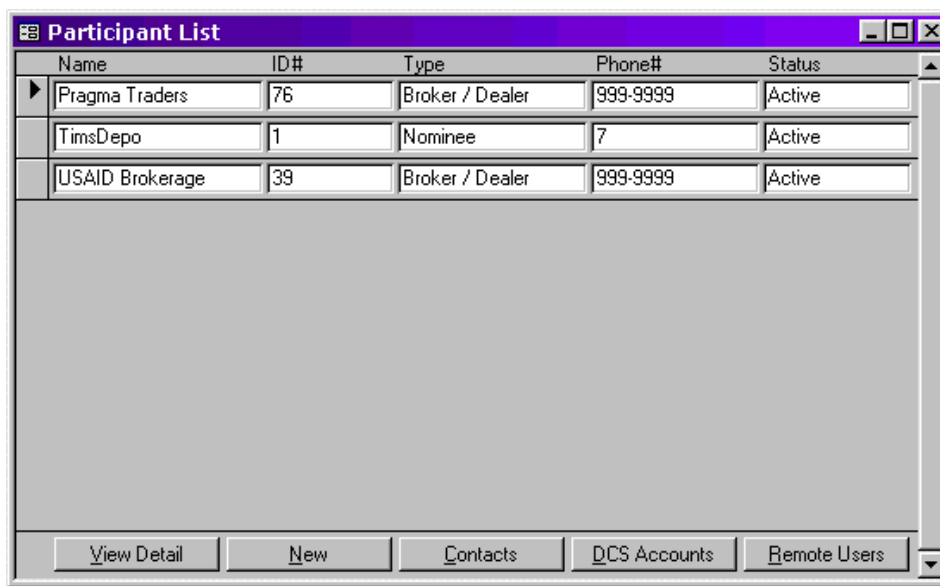 Participant List
Name ID# Type Phone# Status
Pragma Traders 76 Broker / Dealer 999-9999 Active
TimsDepo 1 Nominee 7 Active
USAID Brokerage 39 Broker / Dealer 999-9999 Active
View Detail New Contacts DCS Accounts Remote Users